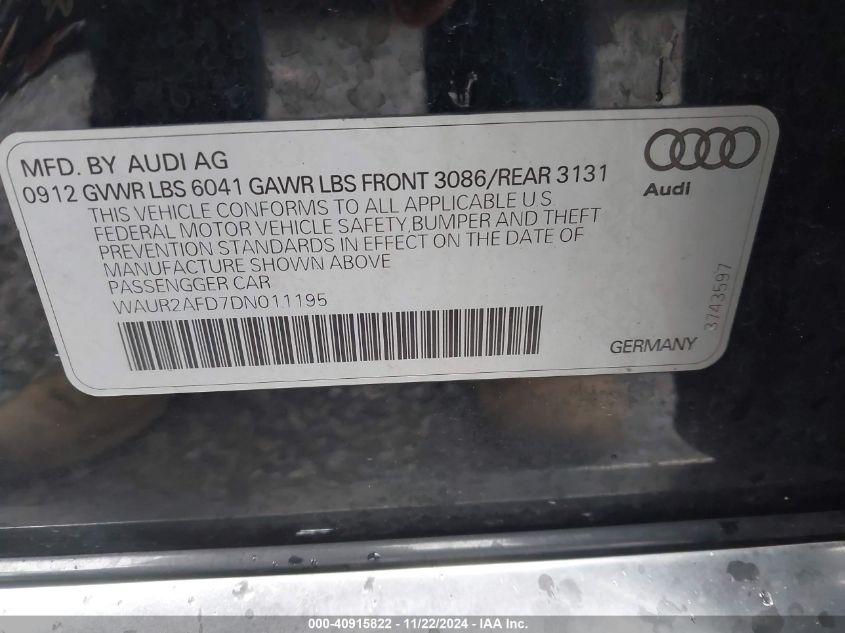 MFD. BY AUDI AG
0912 GVWR LBS 6041 GAWR LBS FRONT 3086/REAR 3131
THIS VEHICLE CONFORMS TO ALL APPLICABLE U S
FEDERAL MOTOR VEHICLE SAFETY, BUMPER AND THEFT
PREVENTION STANDARDS IN EFFECT ON THE DATE OF
MANUFACTURE SHOWN ABOVE
PASSENGGER CAR
WAUR2AFD7DN011195
Audi
3743597
GERMANY
000-40915822 - 11/22/2024 - IAA Inc.